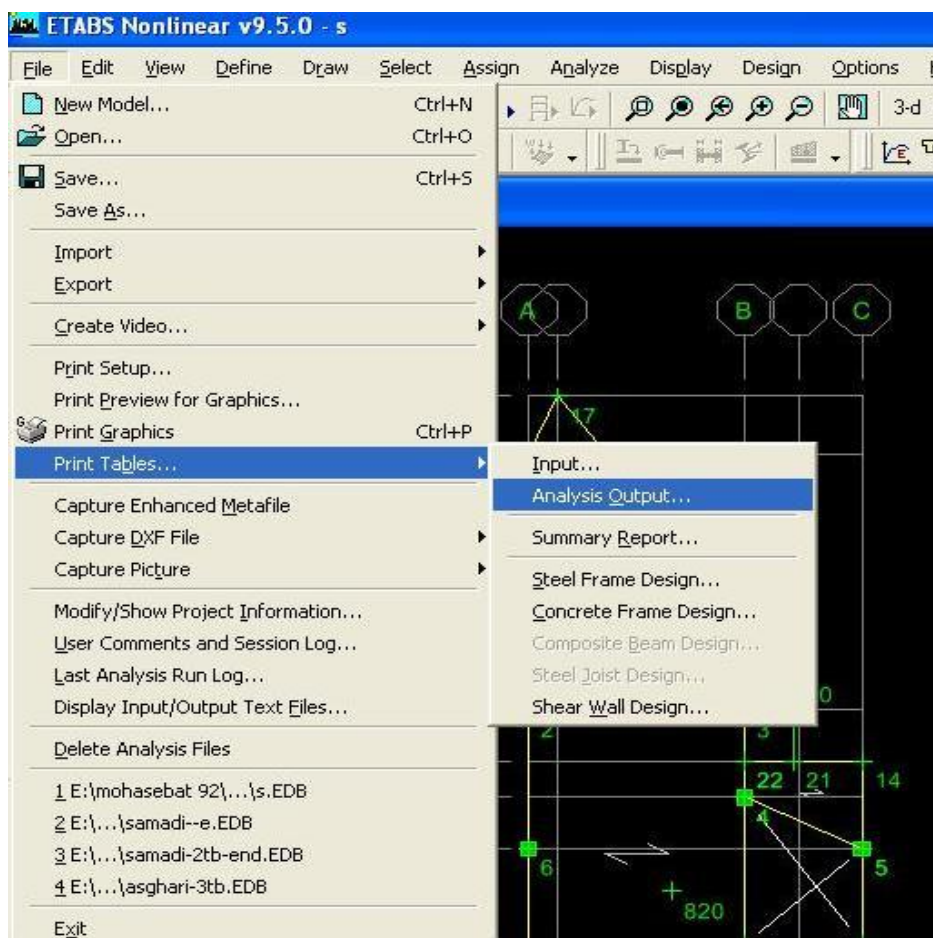 ETABS Nonlinear v9.5.0 - s
File Edit View Define Draw Select Assign Analyze Display Design Options
New Model... Ctrl+N
3-d
Open... Ctrl+O
Save... Ctrl+S
Save As...
Import
Export
A B C
Create Video...
Print Setup...
Print Preview for Graphics...
17
Print Graphics Ctrl+P
Print Tables...
Input...
Analysis Output...
Capture Enhanced Metafile
Capture DXF File
Summary Report...
Capture Picture
Steel Frame Design...
Modify/Show Project Information...
Concrete Frame Design...
User Comments and Session Log...
Composite Beam Design...
Last Analysis Run Log...
Steel Joist Design...
Display Input/Output Text Files...
Shear Wall Design...
0
2 3
Delete Analysis Files
22 21 14
1 E:\mohasebat 92\...\s.EDB
2 E:\...\samadi--e.EDB
4
3 E:\...\samadi-2tb-end.EDB
6 5
4 E:\...\asghari-3tb.EDB
820
Exit